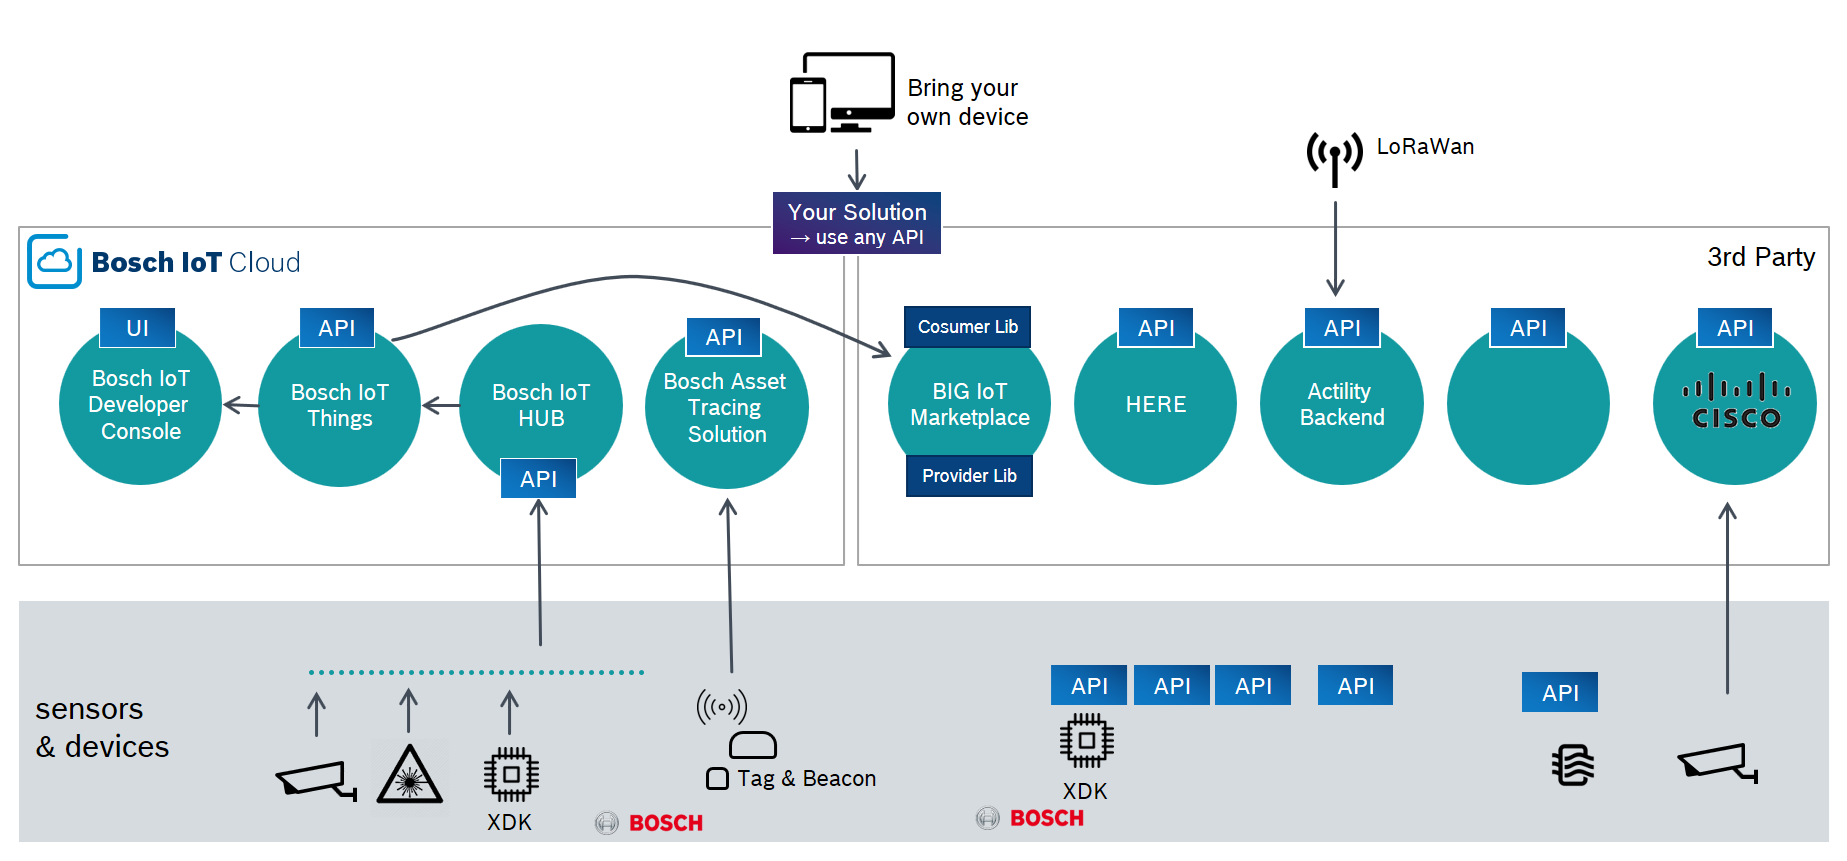 Bring your
own device
LoRaWan
Your Solution
→ use any API
Bosch IoT Cloud
3rd Party
UI
API
API
Cosumer Lib
API
API
API
API
Bosch IoT
Developer
Console
Bosch IoT
Things
Bosch IoT
HUB
Bosch Asset
Tracing
Solution
BIG IoT
Marketplace
HERE
Actility
Backend
CISCO
API
Provider Lib
sensors
& devices
API
API
API
API
API
Tag & Beacon
XDK
XDK
BOSCH
BOSCH